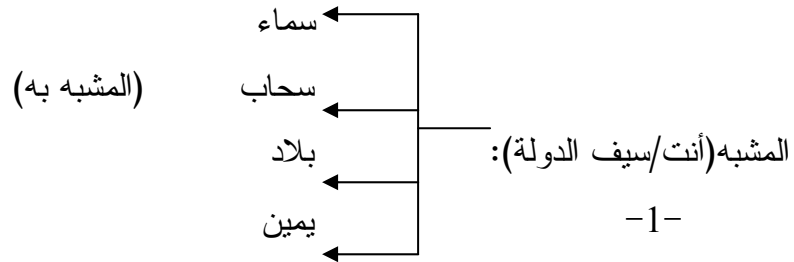 سماء
سحاب (المشبه به)
المشبه(أنت/سيف الدولة):
بلاد
-1-
يمين